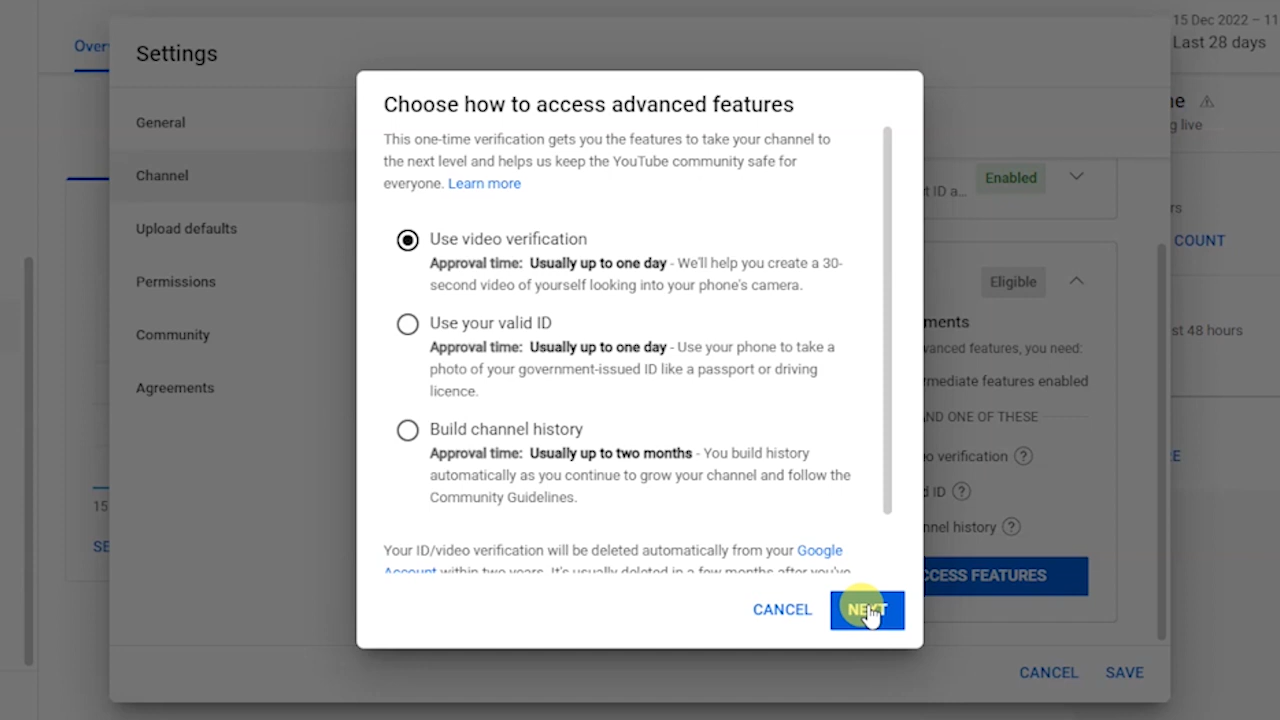 15 Dec 2022 – 11
Last 28 days
Settings
General
Channel
Upload defaults
Permissions
Community
Agreements
Choose how to access advanced features
This one-time verification gets you the features to take your channel to
the next level and helps us keep the YouTube community safe for
everyone. Learn more
Use video verification
Approval time: Usually up to one day - We'll help you create a 30-
second video of yourself looking into your phone's camera.
Use your valid ID
Approval time: Usually up to one day - Use your phone to take a
photo of your government-issued ID like a passport or driving
licence.
Build channel history
Approval time: Usually up to two months - You build history
automatically as you continue to grow your channel and follow the
Community Guidelines.
Your ID/video verification will be deleted automatically from your Google
Account within two years. It's usually deleted in a few months after you've
CANCEL
NEXT
ID a...
Enabled
Eligible
vanced features, you need:
features enabled
ND ONE OF THESE
verification
ID
history
ACCESS FEATURES
CANCEL
SAVE
g live
COUNT
st 48 hours
15